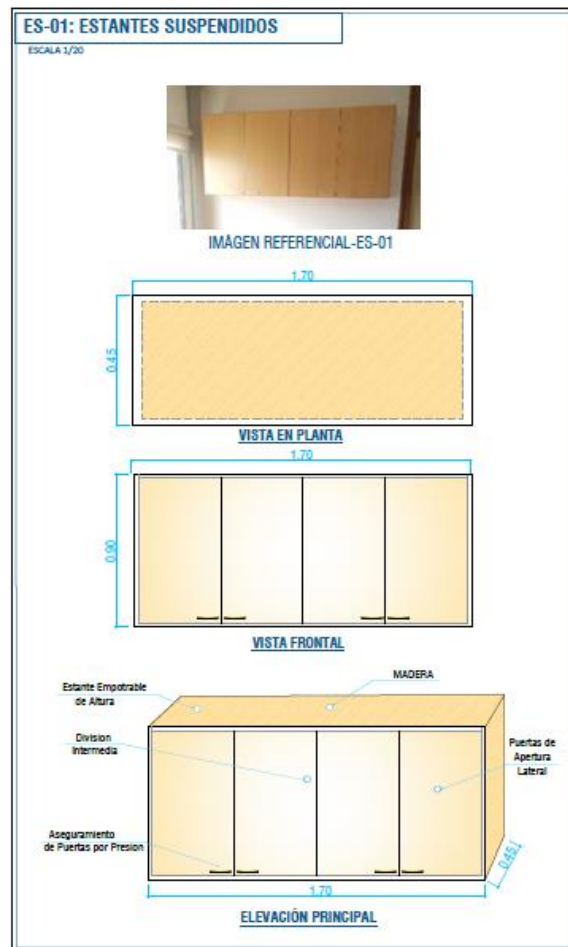 ES-01: ESTANTES SUSPENDIDOS
ESCALA 1/20
IMÁGEN REFERENCIAL-ES-01
1.70
0.45
VISTA EN PLANTA
1.70
0.90
VISTA FRONTAL
Estante Empotrable
de Altura
MADERA
Division
Intermedia
Puertas de
Apertura
Lateral
Aseguramiento
de Puertas por Presion
0.45
1.70
ELEVACIÓN PRINCIPAL